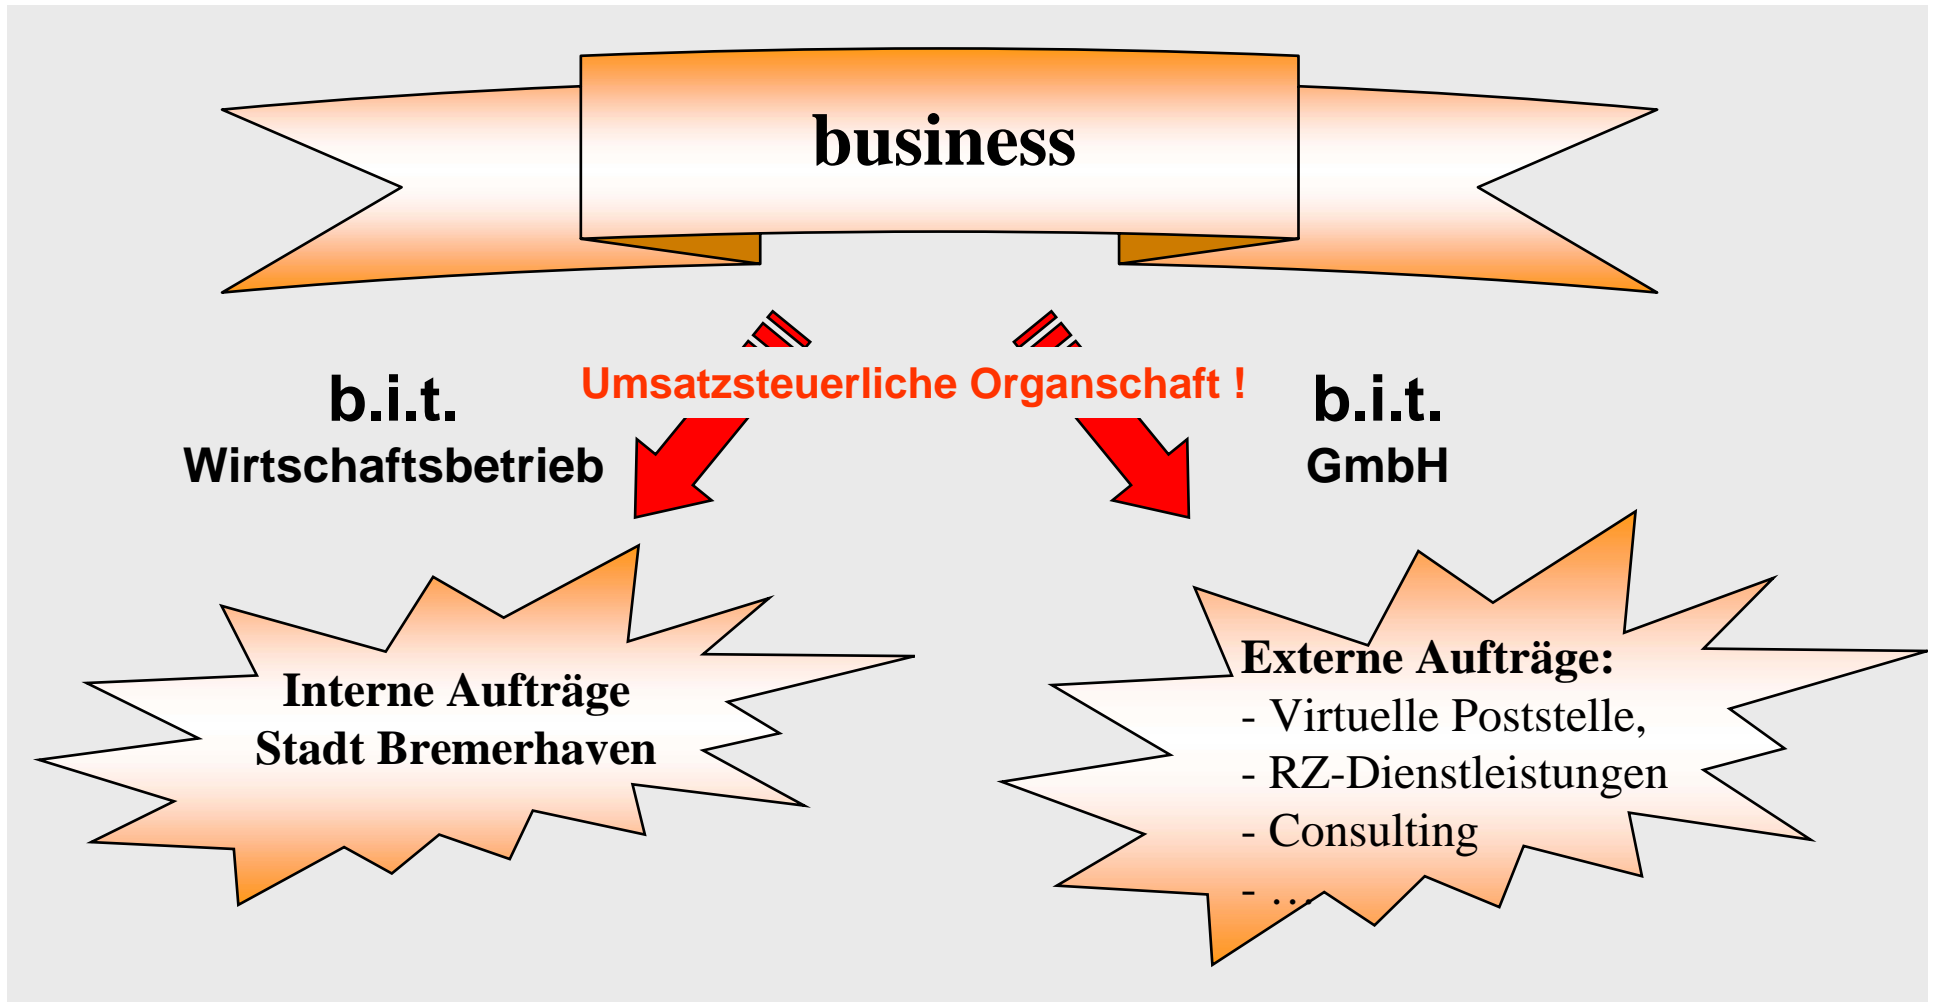 business
Umsatzsteuerliche Organschaft !
b.i.t.
Wirtschaftsbetrieb
b.i.t.
GmbH
Interne Aufträge
Stadt Bremerhaven
Externe Aufträge:
- Virtuelle Poststelle,
- RZ-Dienstleistungen
- Consulting
- …